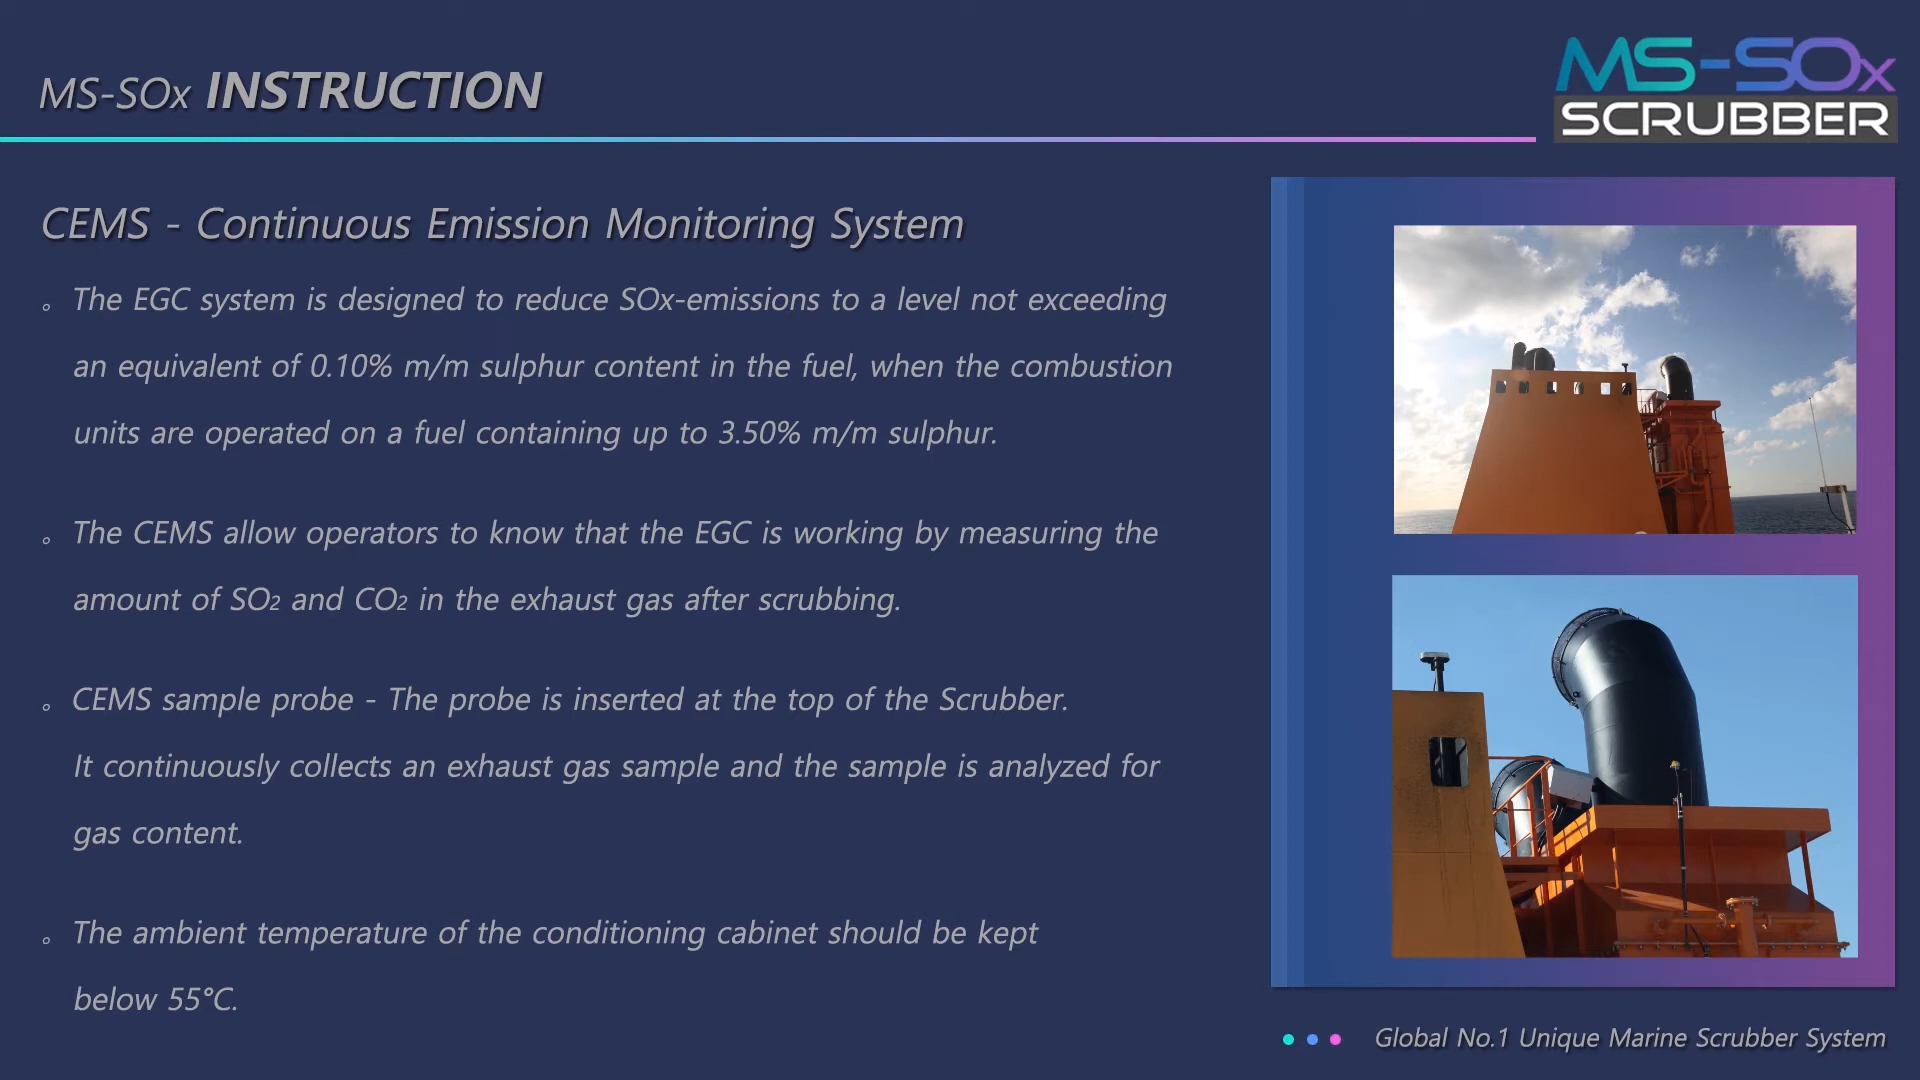 MS-SOx INSTRUCTION
MS-SOx
SCRUBBER
CEMS - Continuous Emission Monitoring System
。The EGC system is designed to reduce SOx-emissions to a level not exceeding
an equivalent of 0.10% m/m sulphur content in the fuel, when the combustion
units are operated on a fuel containing up to 3.50% m/m sulphur.
。The CEMS allow operators to know that the EGC is working by measuring the
amount of SO2 and CO2 in the exhaust gas after scrubbing.
。CEMS sample probe - The probe is inserted at the top of the Scrubber.
It continuously collects an exhaust gas sample and the sample is analyzed for
gas content.
。The ambient temperature of the conditioning cabinet should be kept
below 55°C.
Global No.1 Unique Marine Scrubber System